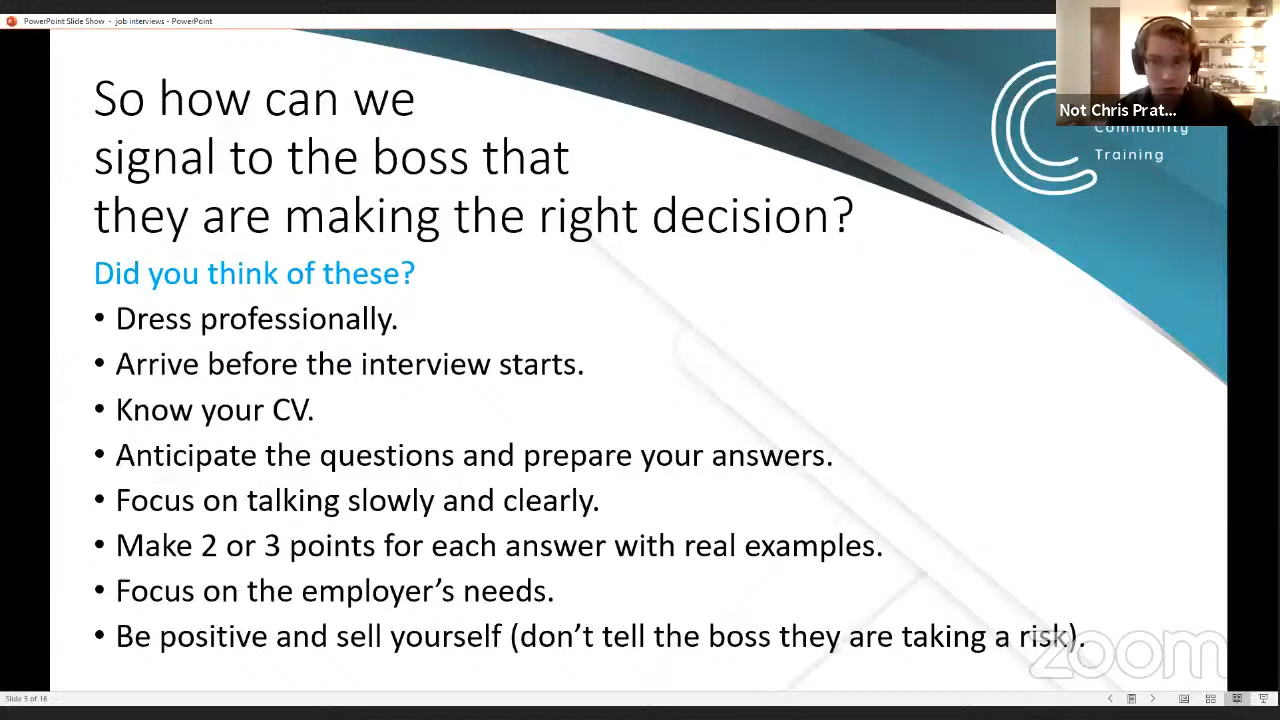 PowerPoint Slide Show - job interviews - PowerPoint
Not Chris Prat...
Community
Training
So how can we
signal to the boss that
they are making the right decision?
Did you think of these?
• Dress professionally.
• Arrive before the interview starts.
• Know your CV.
• Anticipate the questions and prepare your answers.
• Focus on talking slowly and clearly.
• Make 2 or 3 points for each answer with real examples.
• Focus on the employer’s needs.
• Be positive and sell yourself (don’t tell the boss they are taking a risk).
zoom
Slide 5 of 16